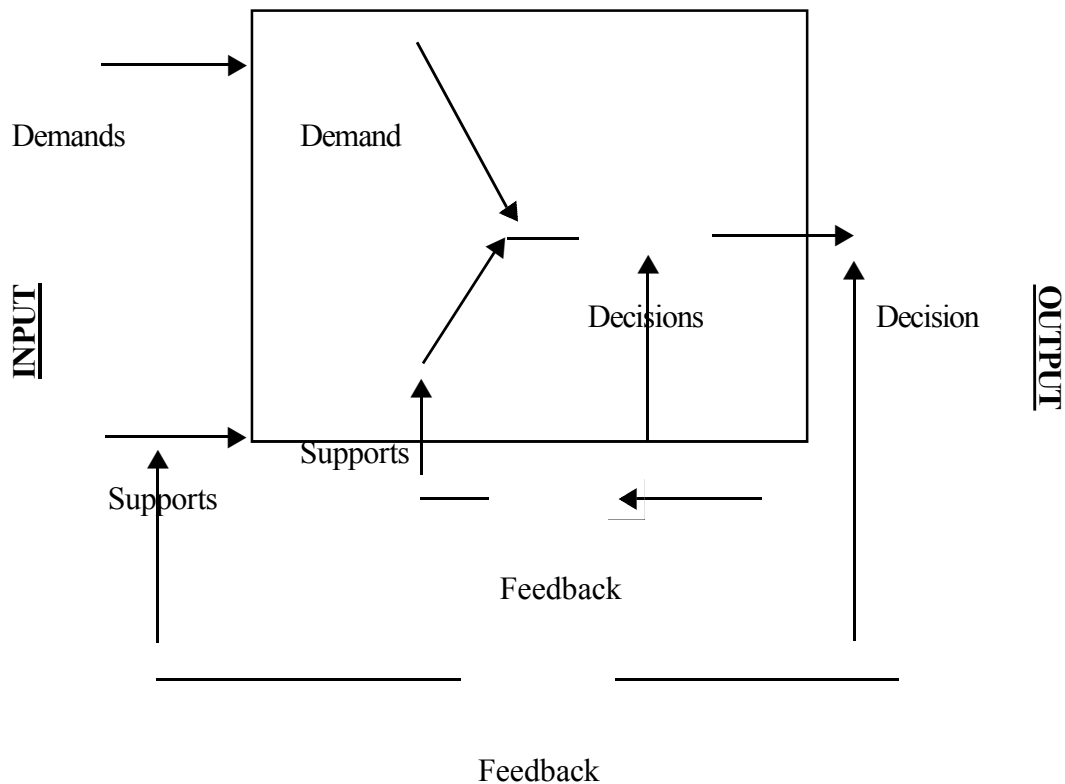 Demands
Demand
INPUT
Decisions
Decision
OUTPUT
Supports
Supports
Feedback
Feedback